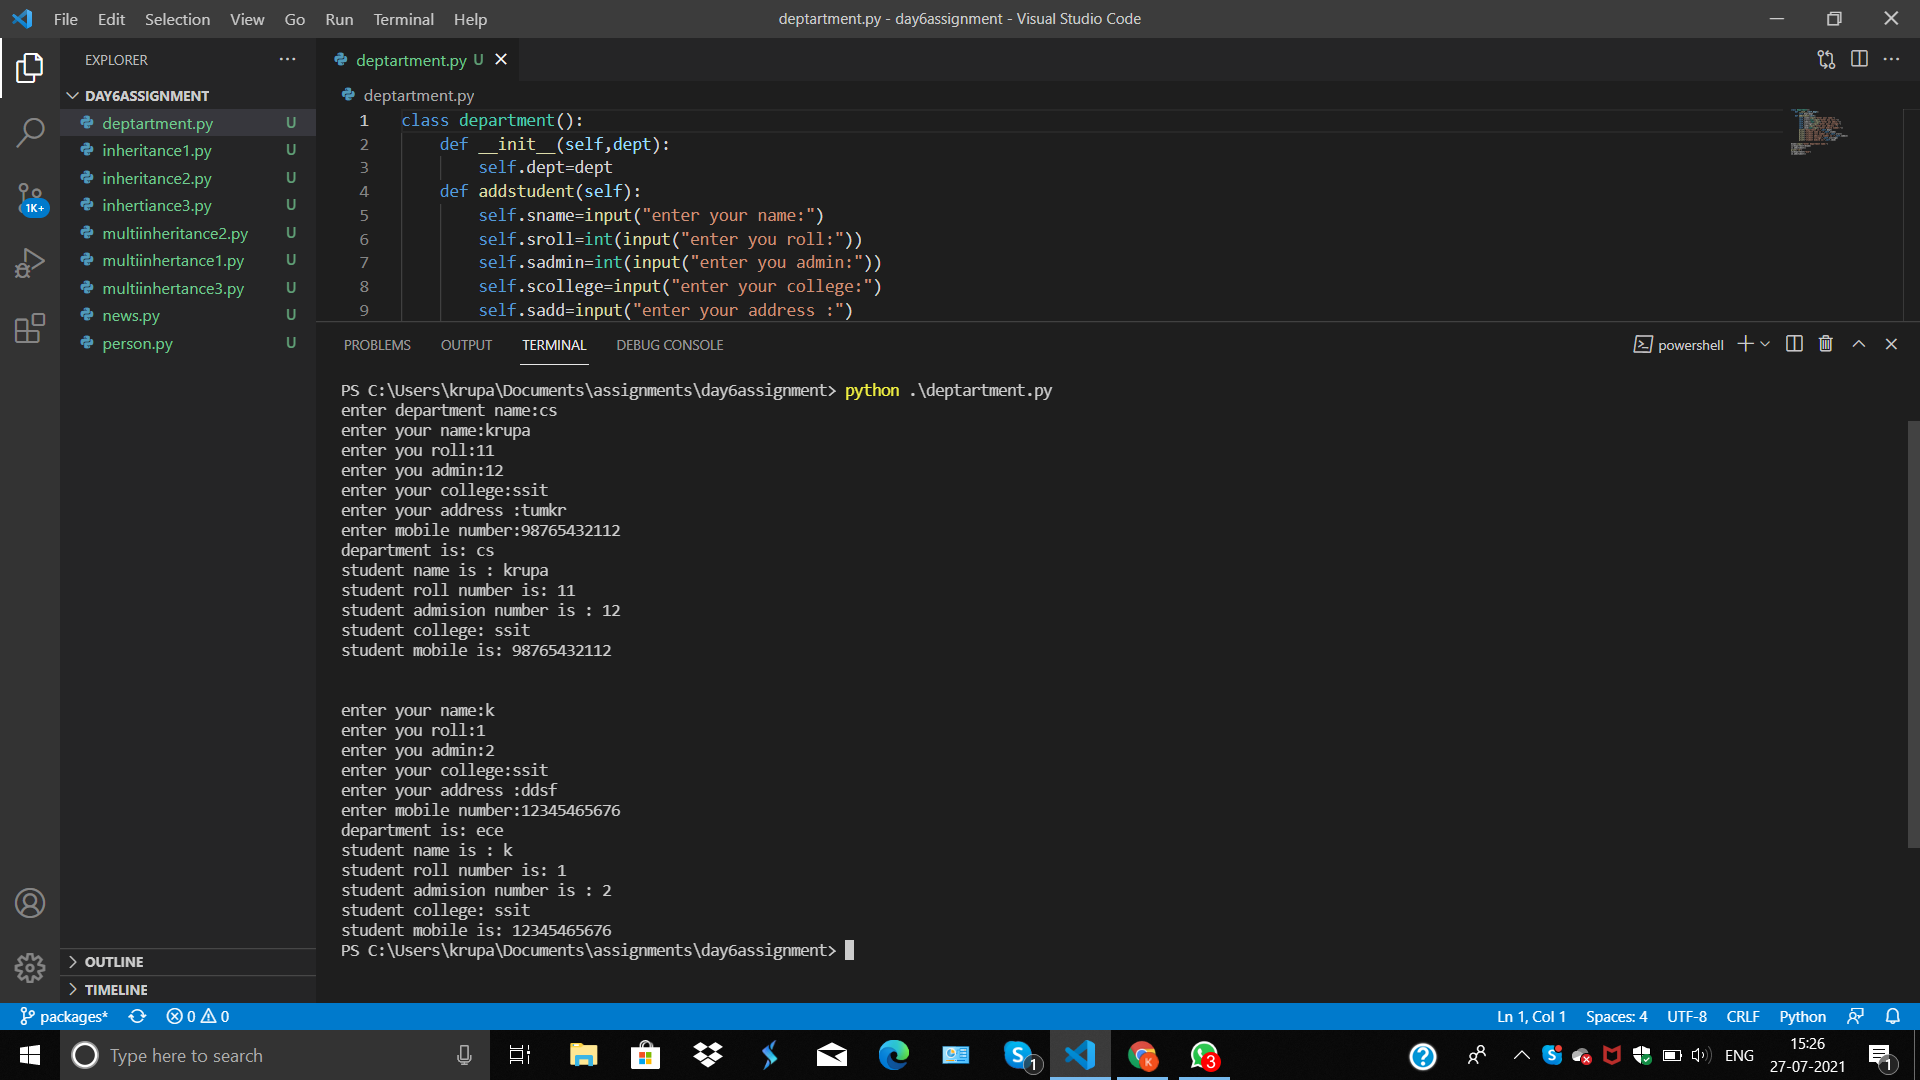 File Edit Selection View Go Run Terminal Help
deptartment.py - day6assignment - Visual Studio Code
EXPLORER
DAY6ASSIGNMENT
deptartment.py U
inheritance1.py U
inheritance2.py U
inhertiance3.py U
multiinheritance2.py U
multiinhertance1.py U
multiinhertance3.py U
news.py U
person.py U
1K+
OUTLINE
TIMELINE
deptartment.py U
deptartment.py
1 class department():
2 def __init__(self,dept):
3 self.dept=dept
4 def addstudent(self):
5 self.sname=input("enter your name:")
6 self.sroll=int(input("enter you roll:"))
7 self.sadmin=int(input("enter you admin:"))
8 self.scollege=input("enter your college:")
9 self.sadd=input("enter your address :")
PROBLEMS OUTPUT TERMINAL DEBUG CONSOLE
powershell
PS C:\Users\krupa\Documents\assignments\day6assignment> python .\deptartment.py
enter department name:cs
enter your name:krupa
enter you roll:11
enter you admin:12
enter your college:ssit
enter your address :tumkr
enter mobile number:98765432112
department is: cs
student name is : krupa
student roll number is: 11
student admision number is : 12
student college: ssit
student mobile is: 98765432112
enter your name:k
enter you roll:1
enter you admin:2
enter your college:ssit
enter your address :ddsf
enter mobile number:12345465676
department is: ece
student name is : k
student roll number is: 1
student admision number is : 2
student college: ssit
student mobile is: 12345465676
PS C:\Users\krupa\Documents\assignments\day6assignment>
packages* 0 0
Ln 1, Col 1 Spaces: 4 UTF-8 CRLF Python
Type here to search
S 1
K
3
S
ENG
15:26
27-07-2021
1